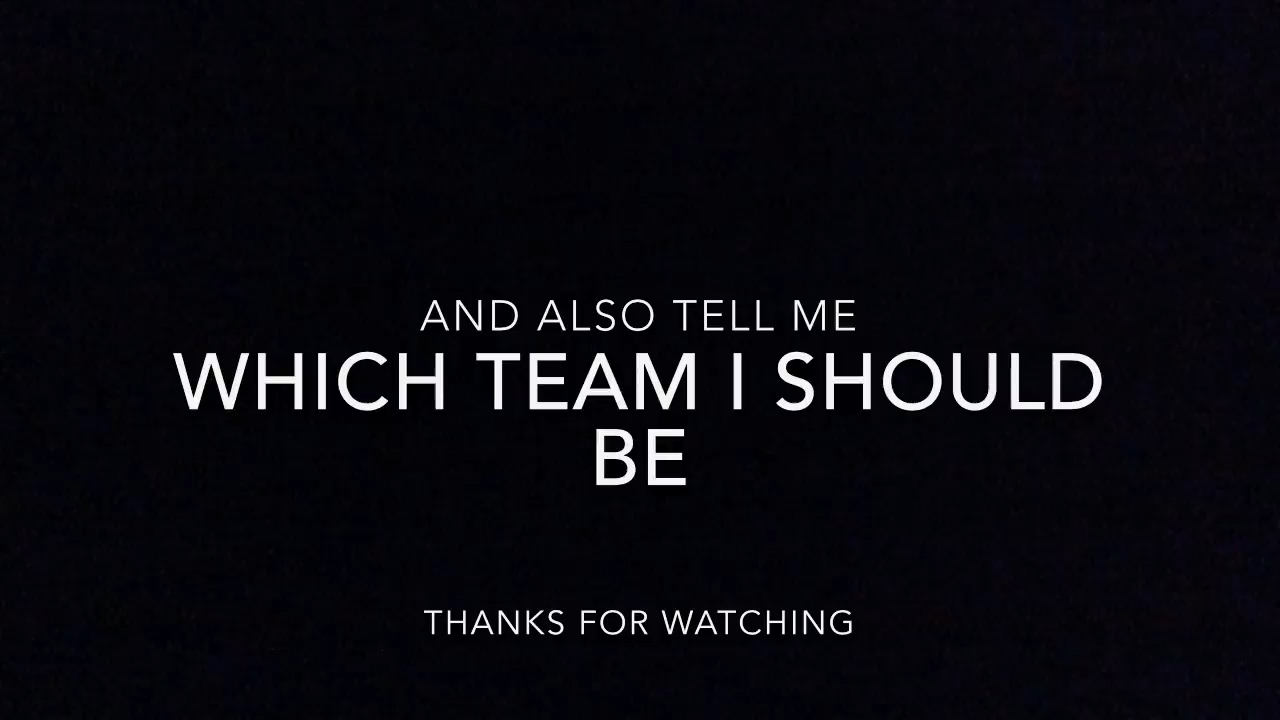 AND ALSO TELL ME
WHICH TEAM I SHOULD
BE
THANKS FOR WATCHING